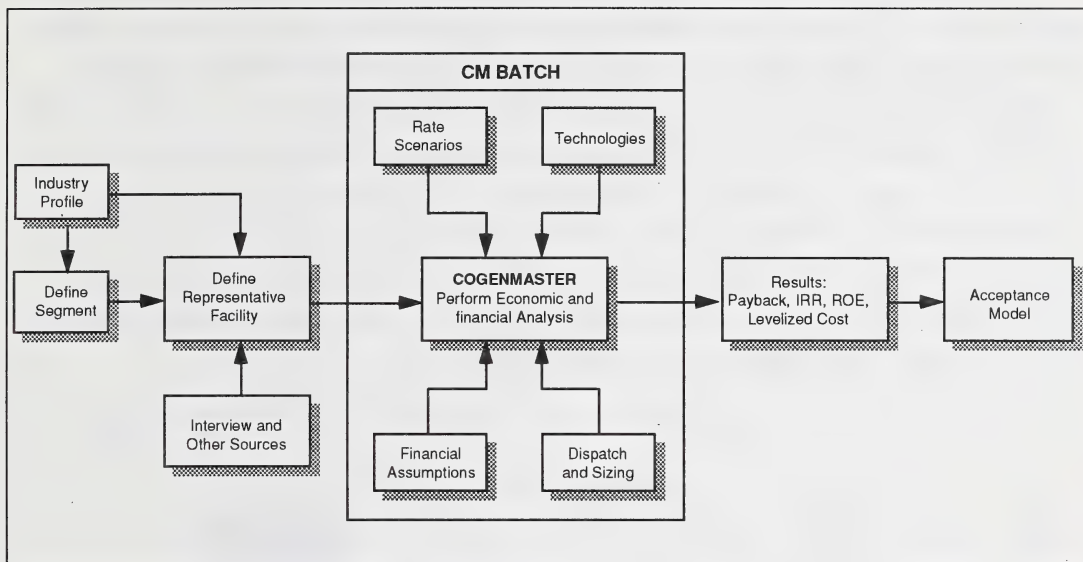 CM BATCH
Rate
Scenarios
Technologies
Industry
Profile
Define
Segment
Define
Representative
Facility
COGENMASTER
Perform Economic and
financial Analysis
Results:
Payback, IRR, ROE,
Levelized Cost
Acceptance
Model
Interview and
Other Sources
Financial
Assumptions
Dispatch
and Sizing